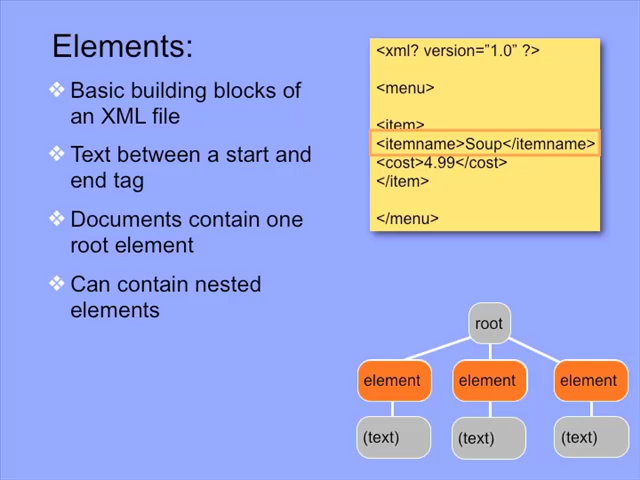 Elements:
❖ Basic building blocks of
an XML file
❖ Text between a start and
end tag
❖ Documents contain one
root element
❖ Can contain nested
elements
<xml? version=”1.0” ?>
<menu>
<item>
<itemname>Soup</itemname>
<cost>4.99</cost>
</item>
</menu>
root
element element element
(text) (text) (text)